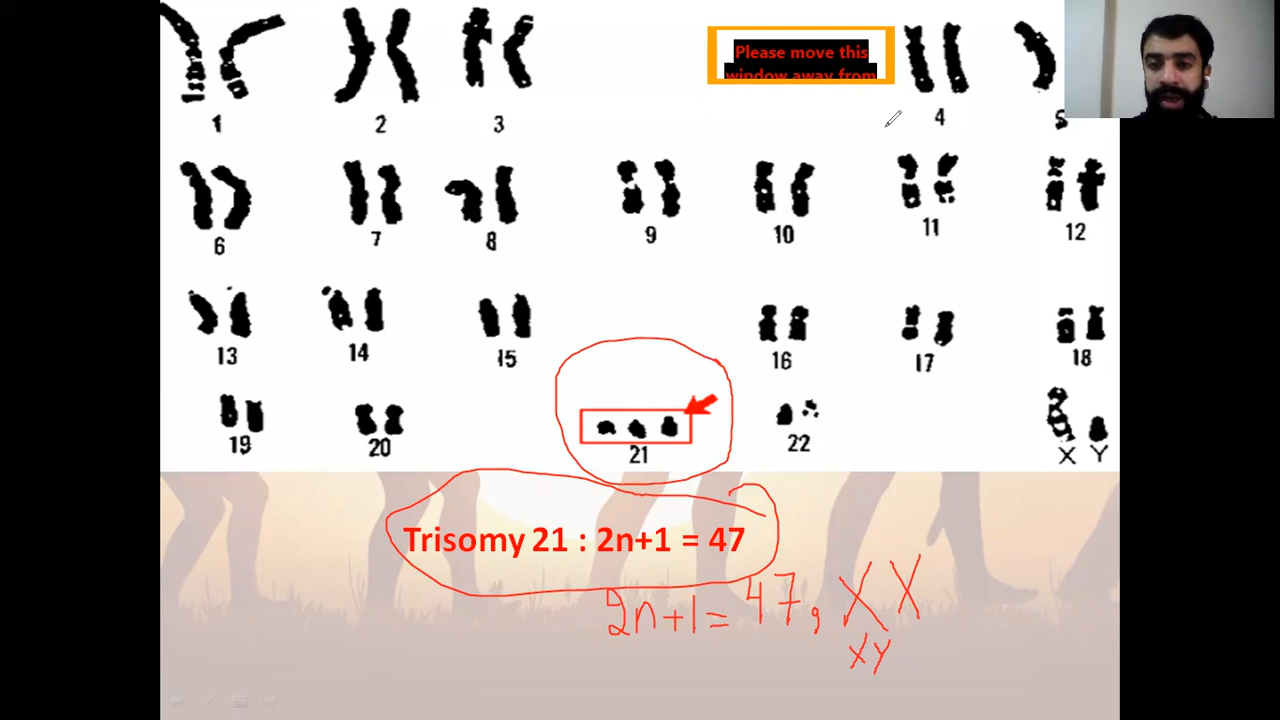 Please move this
window away from
1 2 3 4 5
6 7 8 9 10 11 12
13 14 15 16 17 18
19 20 21 22 X Y
Trisomy 21 : 2n+1 = 47
2n+1=47, XX
XY